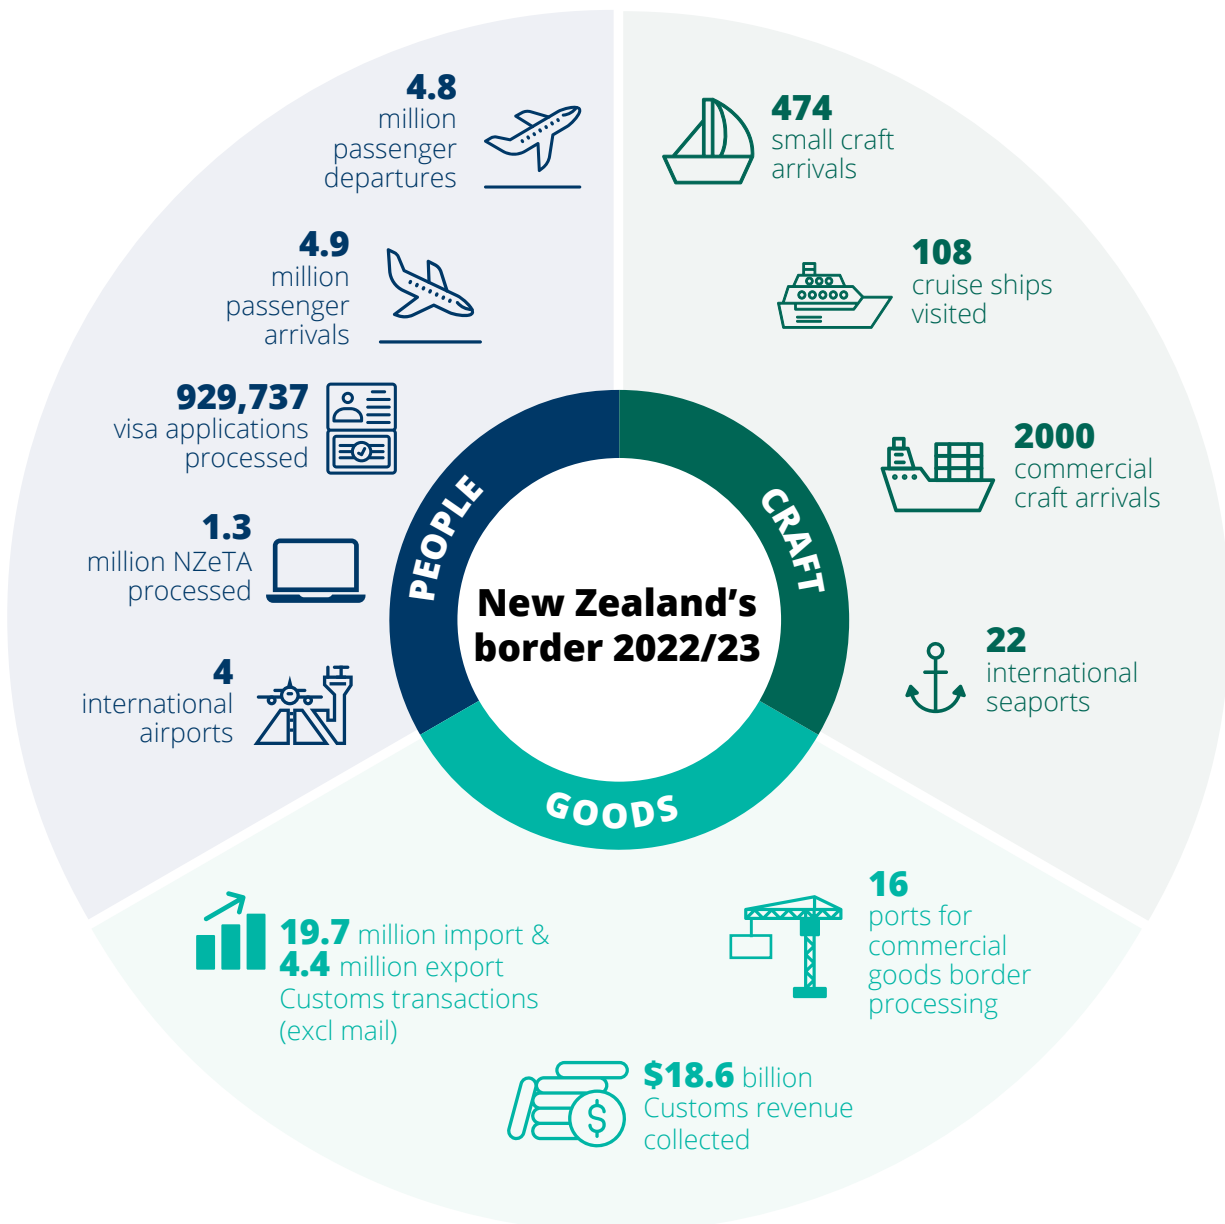 4.8
million
passenger
departures
4.9
million
passenger
arrivals
929,737
visa applications
processed
1.3
million NZeTA
processed
4
international
airports
474
small craft
arrivals
108
cruise ships
visited
2000
commercial
craft arrivals
22
international
seaports
PEOPLE
CRAFT
GOODS
New Zealand’s
border 2022/23
19.7 million import &
4.4 million export
Customs transactions
(excl mail)
16
ports for
commercial
goods border
processing
$18.6 billion
Customs revenue
collected
$